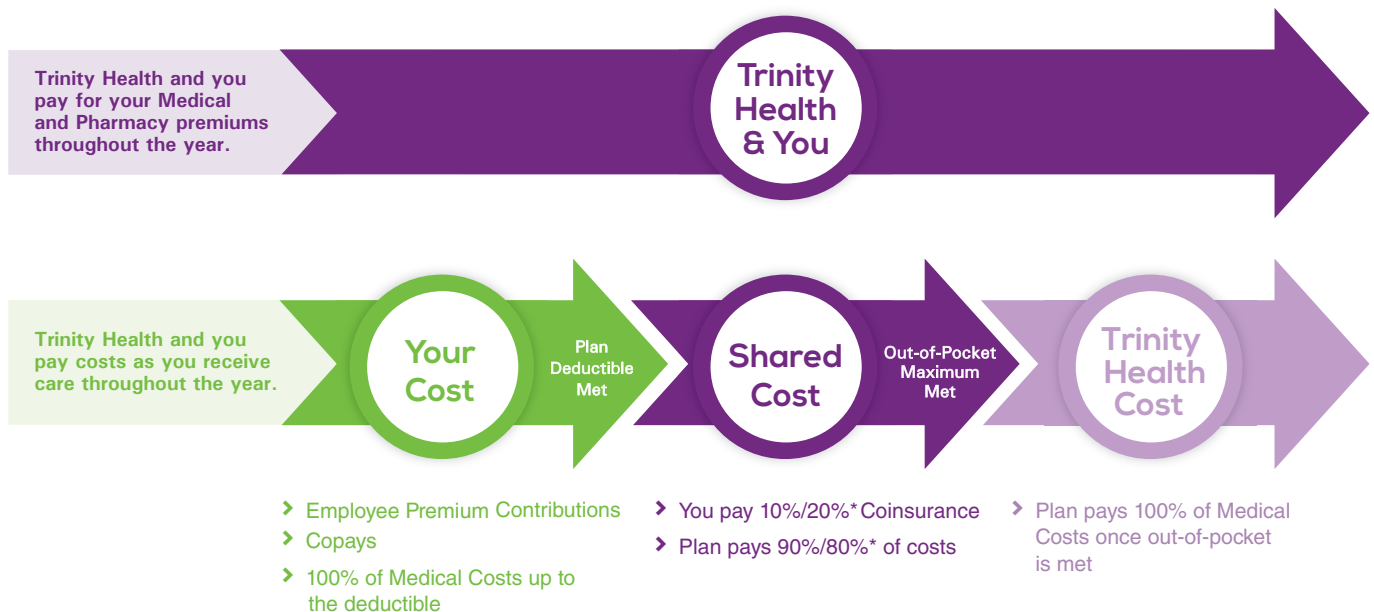 Trinity Health and you
pay for your Medical
and Pharmacy premiums
throughout the year.
Trinity
Health
& You
Trinity Health and you
pay costs as you receive
care throughout the year.
Your
Cost
Plan
Deductible
Met
Shared
Cost
Out-of-Pocket
Maximum
Met
Trinity
Health
Cost
Employee Premium Contributions
Copays
100% of Medical Costs up to
the deductible
You pay 10%/20%* Coinsurance
Plan pays 90%/80%* of costs
Plan pays 100% of Medical
Costs once out-of-pocket
is met